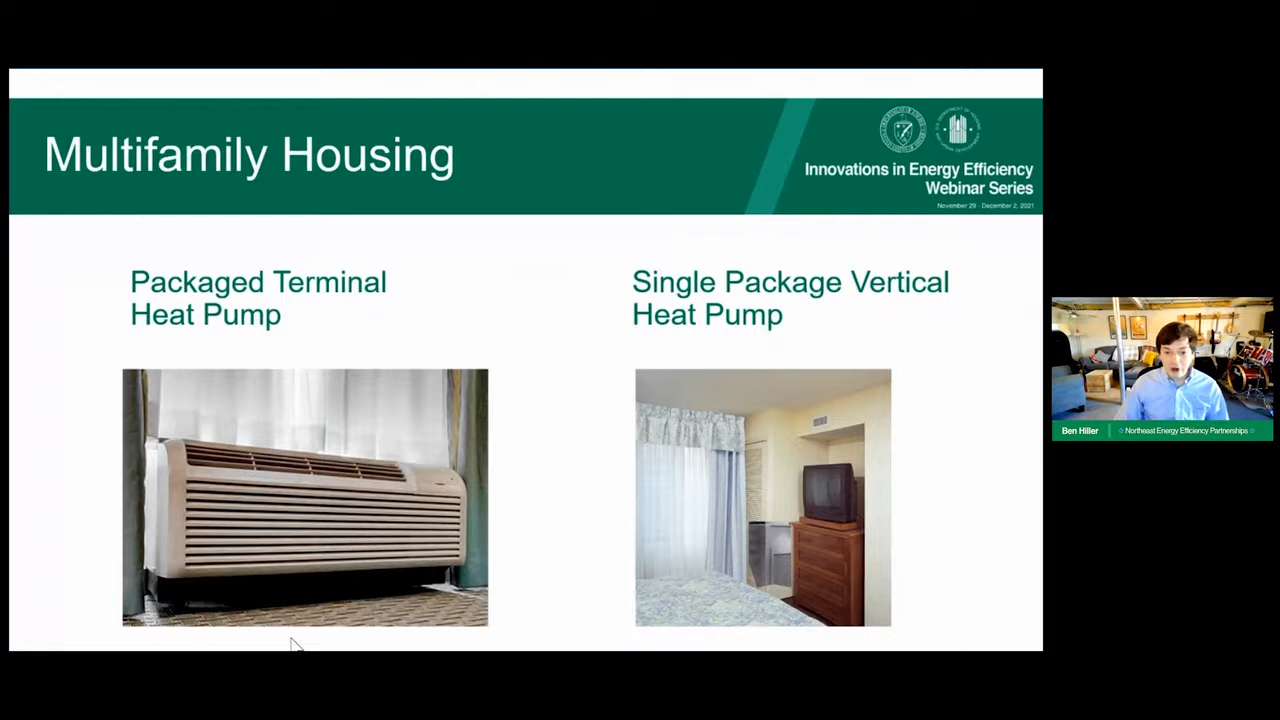 Multifamily Housing
Innovations in Energy Efficiency
Webinar Series
November 29 - December 2, 2021
Packaged Terminal
Heat Pump
Single Package Vertical
Heat Pump
Ben Hiller
Northeast Energy Efficiency Partnerships